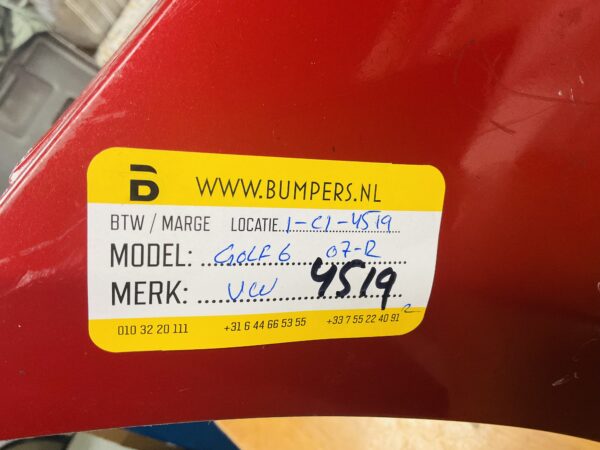 WWW.BUMPERS.NL
BTW / MARGE LOCATIE 1-C1-4519
MODEL: GOLF 6 07-R
MERK: VW 4519
010 32 20 111 +31 6 44 66 53 55 +33 7 55 22 40 91 2